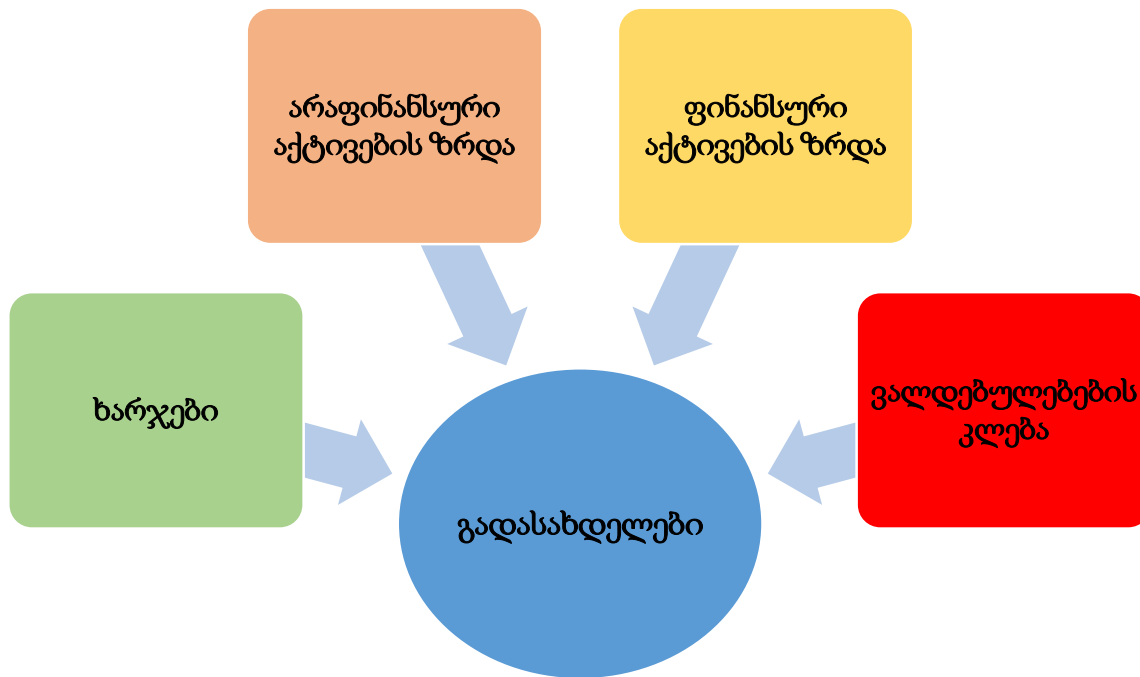 არაფინანსური
აქტივების ზრდა
ფინანსური
აქტივების ზრდა
ხარჯები
ვალდებულებების
კლება
გადასახდელები